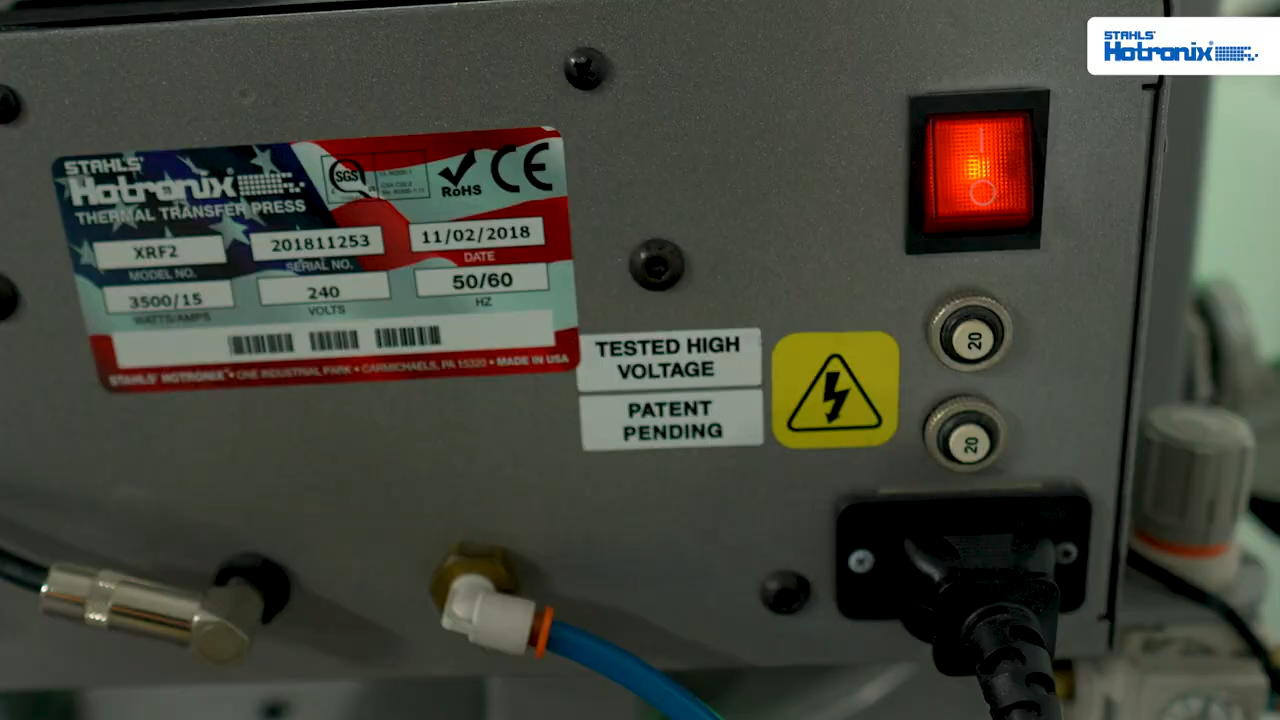 STAHLS'
Hotronix®
STAHLS'
Hotronix
THERMAL TRANSFER PRESS
SGS
RoHS
CE
XRF2
MODEL NO.
201811253
SERIAL NO.
11/02/2018
DATE
3500/15
WATTS/AMPS
240
VOLTS
50/60
HZ
STAHLS' HOTRONIX • ONE INDUSTRIAL PARK • CARMICHAELS, PA 15320 • MADE IN USA
TESTED HIGH
VOLTAGE
PATENT
PENDING
20
20